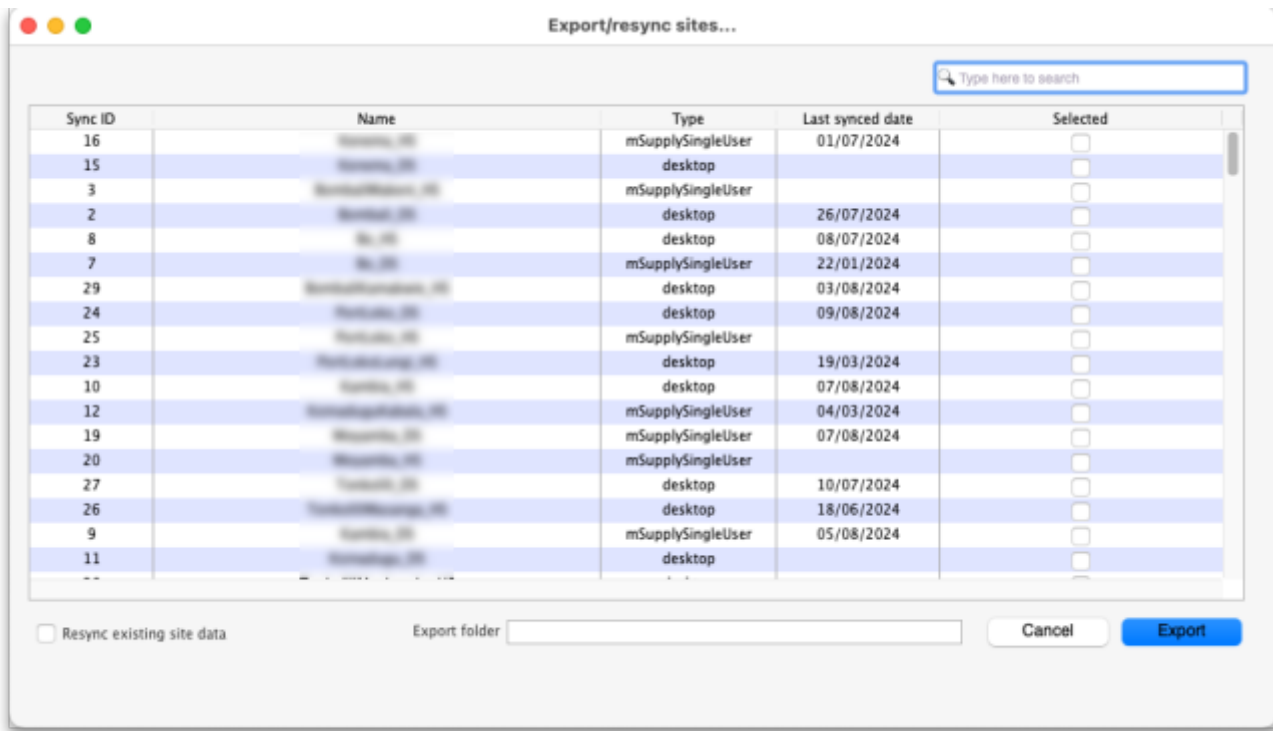 Export/resync sites...
Type here to search
Sync ID Name Type Last synced date Selected
16 mSupplySingleUser 01/07/2024
15 desktop
3 mSupplySingleUser
2 desktop 26/07/2024
8 desktop 08/07/2024
7 mSupplySingleUser 22/01/2024
29 desktop 03/08/2024
24 desktop 09/08/2024
25 mSupplySingleUser
23 desktop 19/03/2024
10 desktop 07/08/2024
12 mSupplySingleUser 04/03/2024
19 mSupplySingleUser 07/08/2024
20 mSupplySingleUser
27 desktop 10/07/2024
26 desktop 18/06/2024
9 mSupplySingleUser 05/08/2024
11 desktop
Resync existing site data Export folder Cancel Export